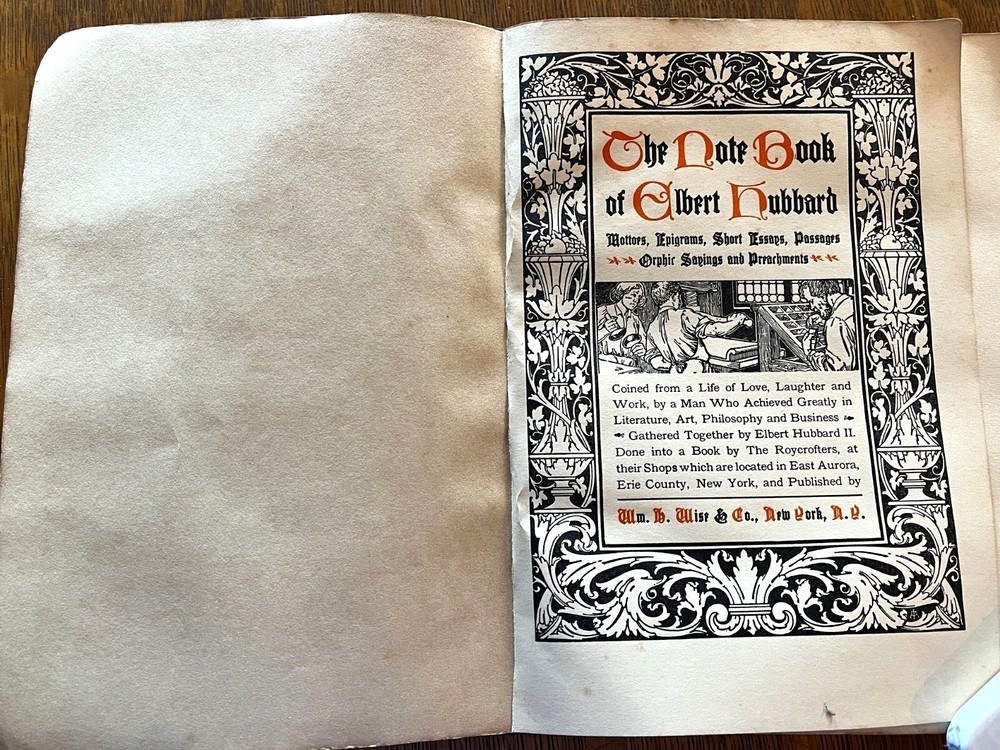 The Note Book
of Elbert Hubbard
Mottoes, Epigrams, Short Essays, Passages
Orphic Sayings and Preachments
Coined from a Life of Love, Laughter and
Work, by a Man Who Achieved Greatly in
Literature, Art, Philosophy and Business
Gathered Together by Elbert Hubbard II.
Done into a Book by The Roycrofters, at
their Shops which are located in East Aurora,
Erie County, New York, and Published by
Wm. H. Wise & Co., New York, N.Y.